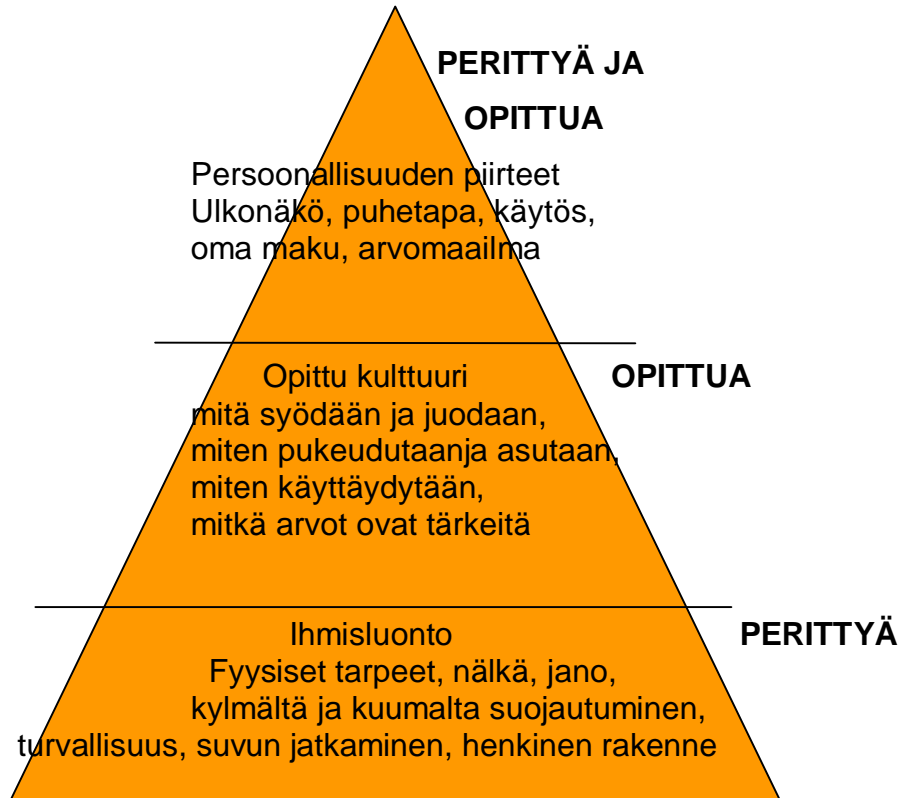 PERITTYÄ JA
OPITTUA
Persoonallisuuden piirteet
Ulkonäkö, puhetapa, käytös,
oma maku, arvomaailma
Opittu kulttuuri OPITTUA
mitä syödään ja juodaan,
miten pukeudutaanja asutaan,
miten käyttäydytään,
mitkä arvot ovat tärkeitä
Ihmisluonto PERITTYÄ
Fyysiset tarpeet, nälkä, jano,
kylmältä ja kuumalta suojautuminen,
turvallisuus, suvun jatkaminen, henkinen rakenne